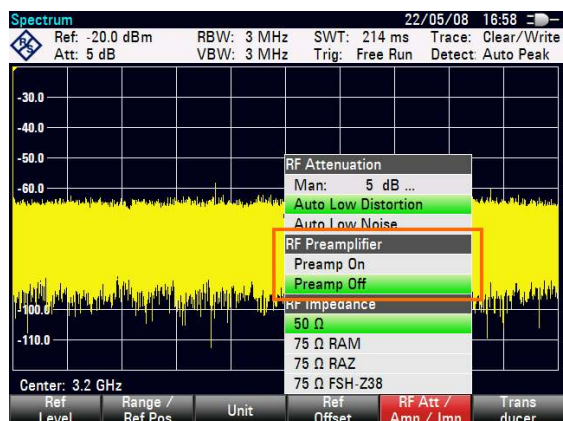 Spectrum 22/05/08 16:58
Ref: -20.0 dBm RBW: 3 MHz SWT: 214 ms Trace: Clear/Write
Att: 5 dB VBW: 3 MHz Trig: Free Run Detect: Auto Peak
-30.0
-40.0
-50.0
-60.0
-100.0
-110.0
RF Attenuation
Man: 5 dB ...
Auto Low Distortion
Auto Low Noise
RF Preamplifier
Preamp On
Preamp Off
RF Impedance
50 Ω
75 Ω RAM
75 Ω RAZ
75 Ω FSH-Z38
Center: 3.2 GHz
Ref Level
Range / Ref Pos
Unit
Ref Offset
RF Att / Amp / Imp
Trans ducer